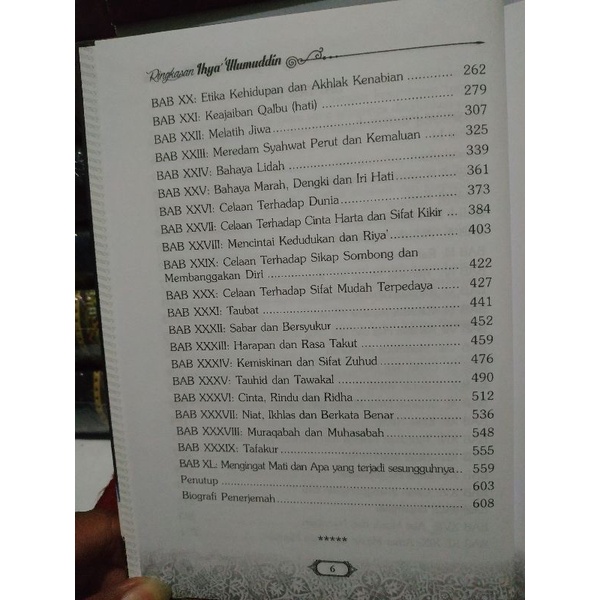 Ringkasan Ihya' Ulumuddin
BAB XX: Etika Kehidupan dan Akhlak Kenabian ............ 262
BAB XXI: Keajaiban Qalbu (hati) ............ 279
BAB XXII: Melatih Jiwa ............ 307
BAB XXIII: Meredam Syahwat Perut dan Kemaluan ........ 325
BAB XXIV: Bahaya Lidah ............ 339
BAB XXV: Bahaya Marah, Dengki dan Iri Hati ............ 361
BAB XXVI: Celaan Terhadap Dunia ............ 373
BAB XXVII: Celaan Terhadap Cinta Harta dan Sifat Kikir ... 384
BAB XXVIII: Mencintai Kedudukan dan Riya' ............ 403
BAB XXIX: Celaan Terhadap Sikap Sombong dan
Membanggakan Diri ............ 422
BAB XXX: Celaan Terhadap Sifat Mudah Terpedaya ...... 427
BAB XXXI: Taubat ............ 441
BAB XXXII: Sabar dan Bersyukur ............ 452
BAB XXXIII: Harapan dan Rasa Takut ............ 459
BAB XXXIV: Kemiskinan dan Sifat Zuhud ............ 476
BAB XXXV: Tauhid dan Tawakal ............ 490
BAB XXXVI: Cinta, Rindu dan Ridha ............ 512
BAB XXXVII: Niat, Ikhlas dan Berkata Benar ............ 536
BAB XXXVIII: Muraqabah dan Muhasabah ............ 548
BAB XXXIX: Tafakur ............ 555
BAB XL: Mengingat Mati dan Apa yang terjadi sesungguhnya .. 559
Penutup ............ 603
Biografi Penerjemah ............ 608
*****
6